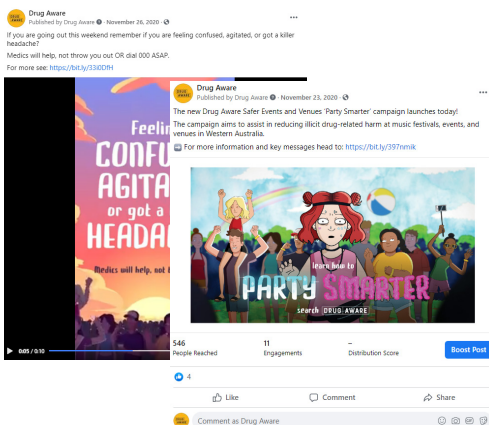 Drug Aware
Published by Drug Aware · November 26, 2020 ·
If you are going out this weekend remember if you are feeling confused, agitated, or got a killer
headache?
Medics will help, not throw you out OR dial 000 ASAP.
For more see: https://bit.ly/33i0DfH
Feelin
CONFU
AGITA
or got a
HEADA
Medics will help, not
0:05 / 0:10
Drug Aware
Published by Drug Aware · November 23, 2020 ·
The new Drug Aware Safer Events and Venues 'Party Smarter' campaign launches today!
The campaign aims to assist in reducing illicit drug-related harm at music festivals, events, and
venues in Western Australia.
For more information and key messages head to: https://bit.ly/397nmik
learn how to
PARTY SMARTER
search DRUG AWARE
546
People Reached
11
Engagements
–
Distribution Score
Boost Post
4
Like
Comment
Share
Comment as Drug Aware